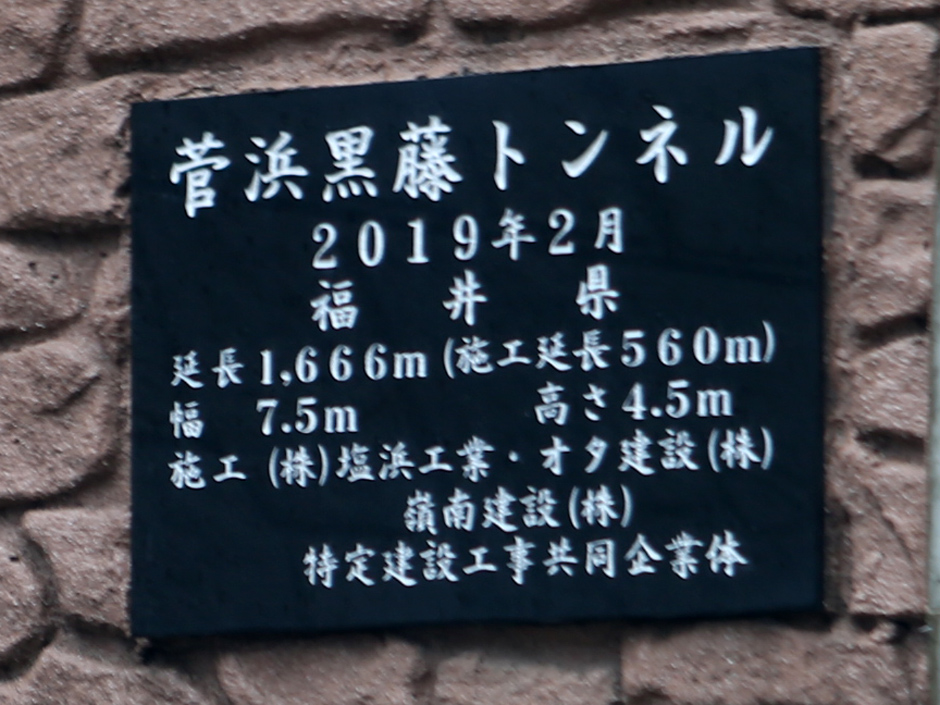 菅浜黒藤トンネル
2019年2月
福井県
延長1,666m(施工延長560m)
幅 7.5m 高さ4.5m
施工 (株)塩浜工業・オタ建設(株)
嶺南建設(株)
特定建設工事共同企業体